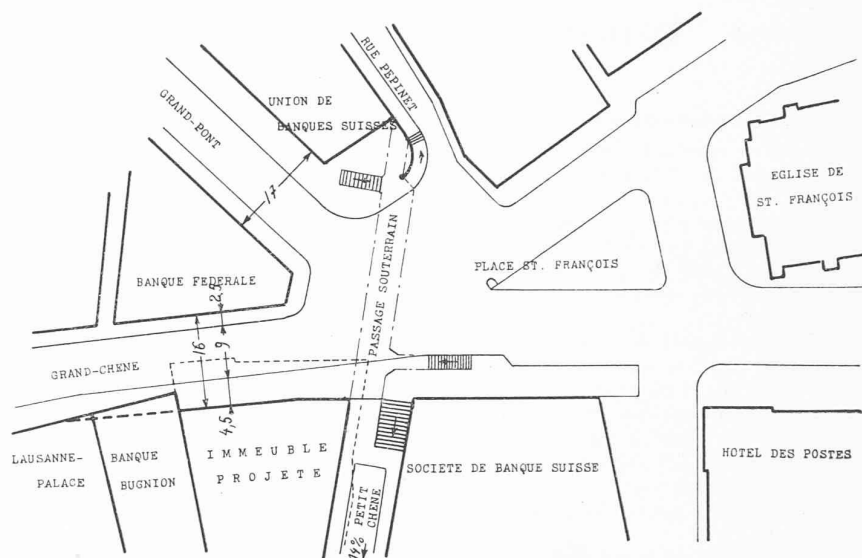 RUE PEPINET
GRAND-PONT
UNION DE
BANQUES SUISSES
EGLISE DE
ST. FRANÇOIS
17
PASSAGE SOUTERRAIN
PLACE ST. FRANÇOIS
BANQUE FEDERALE
2,5
16
9
GRAND-CHENE
4,5
LAUSANNE-
PALACE
BANQUE
BUGNION
IMMEUBLE
PROJETE
SOCIETE DE BANQUE SUISSE
HOTEL DES POSTES
PETIT
CHENE
14%